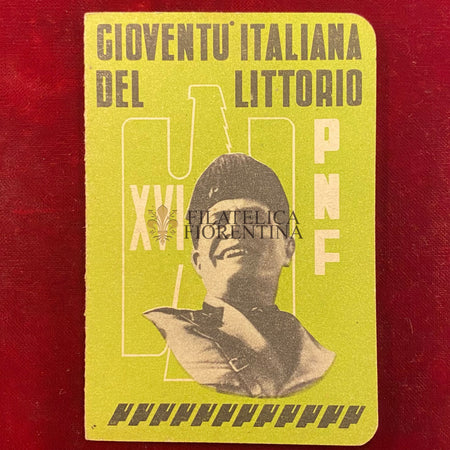 GIOVENTU' ITALIANA
DEL LITTORIO
PNF
XVI
FILATELICA
FIORENTINA